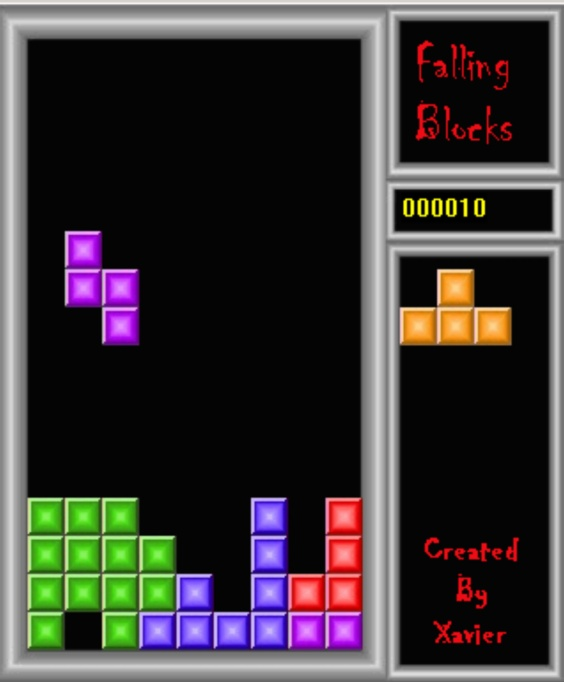 Falling
Blocks
000010
Created
By
Xavier